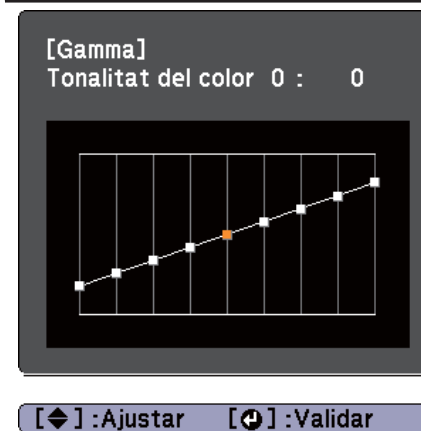 [Gamma]
Tonalitat del color 0 : 0
[◆] :Ajustar [↵] :Validar